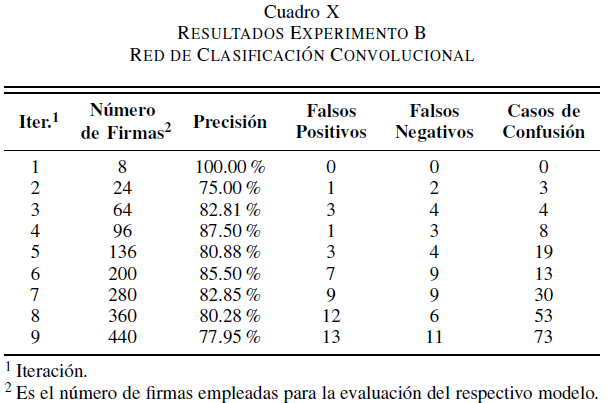 Cuadro X
RESULTADOS EXPERIMENTO B
RED DE CLASIFICACIÓN CONVOLUCIONAL
Iter.¹ Número de Firmas² Precisión Falsos Positivos Falsos Negativos Casos de Confusión
1 8 100.00 % 0 0 0
2 24 75.00 % 1 2 3
3 64 82.81 % 3 4 4
4 96 87.50 % 1 3 8
5 136 80.88 % 3 4 19
6 200 85.50 % 7 9 13
7 280 82.85 % 9 9 30
8 360 80.28 % 12 6 53
9 440 77.95 % 13 11 73
¹ Iteración.
² Es el número de firmas empleadas para la evaluación del respectivo modelo.